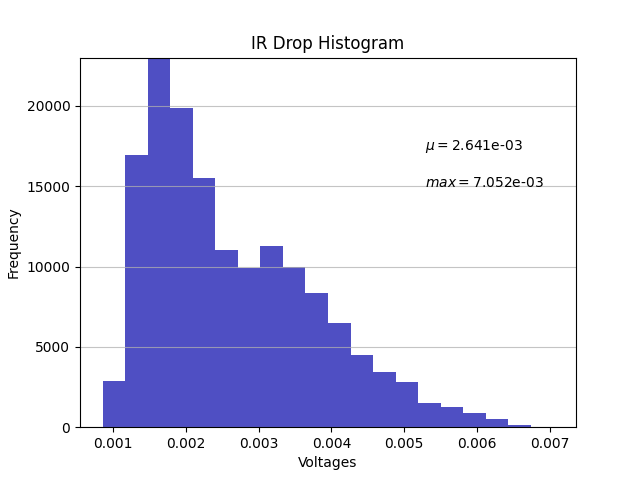 IR Drop Histogram
20000
15000
10000
5000
0
Frequency
μ = 2.641e-03
max = 7.052e-03
0.001 0.002 0.003 0.004 0.005 0.006 0.007
Voltages